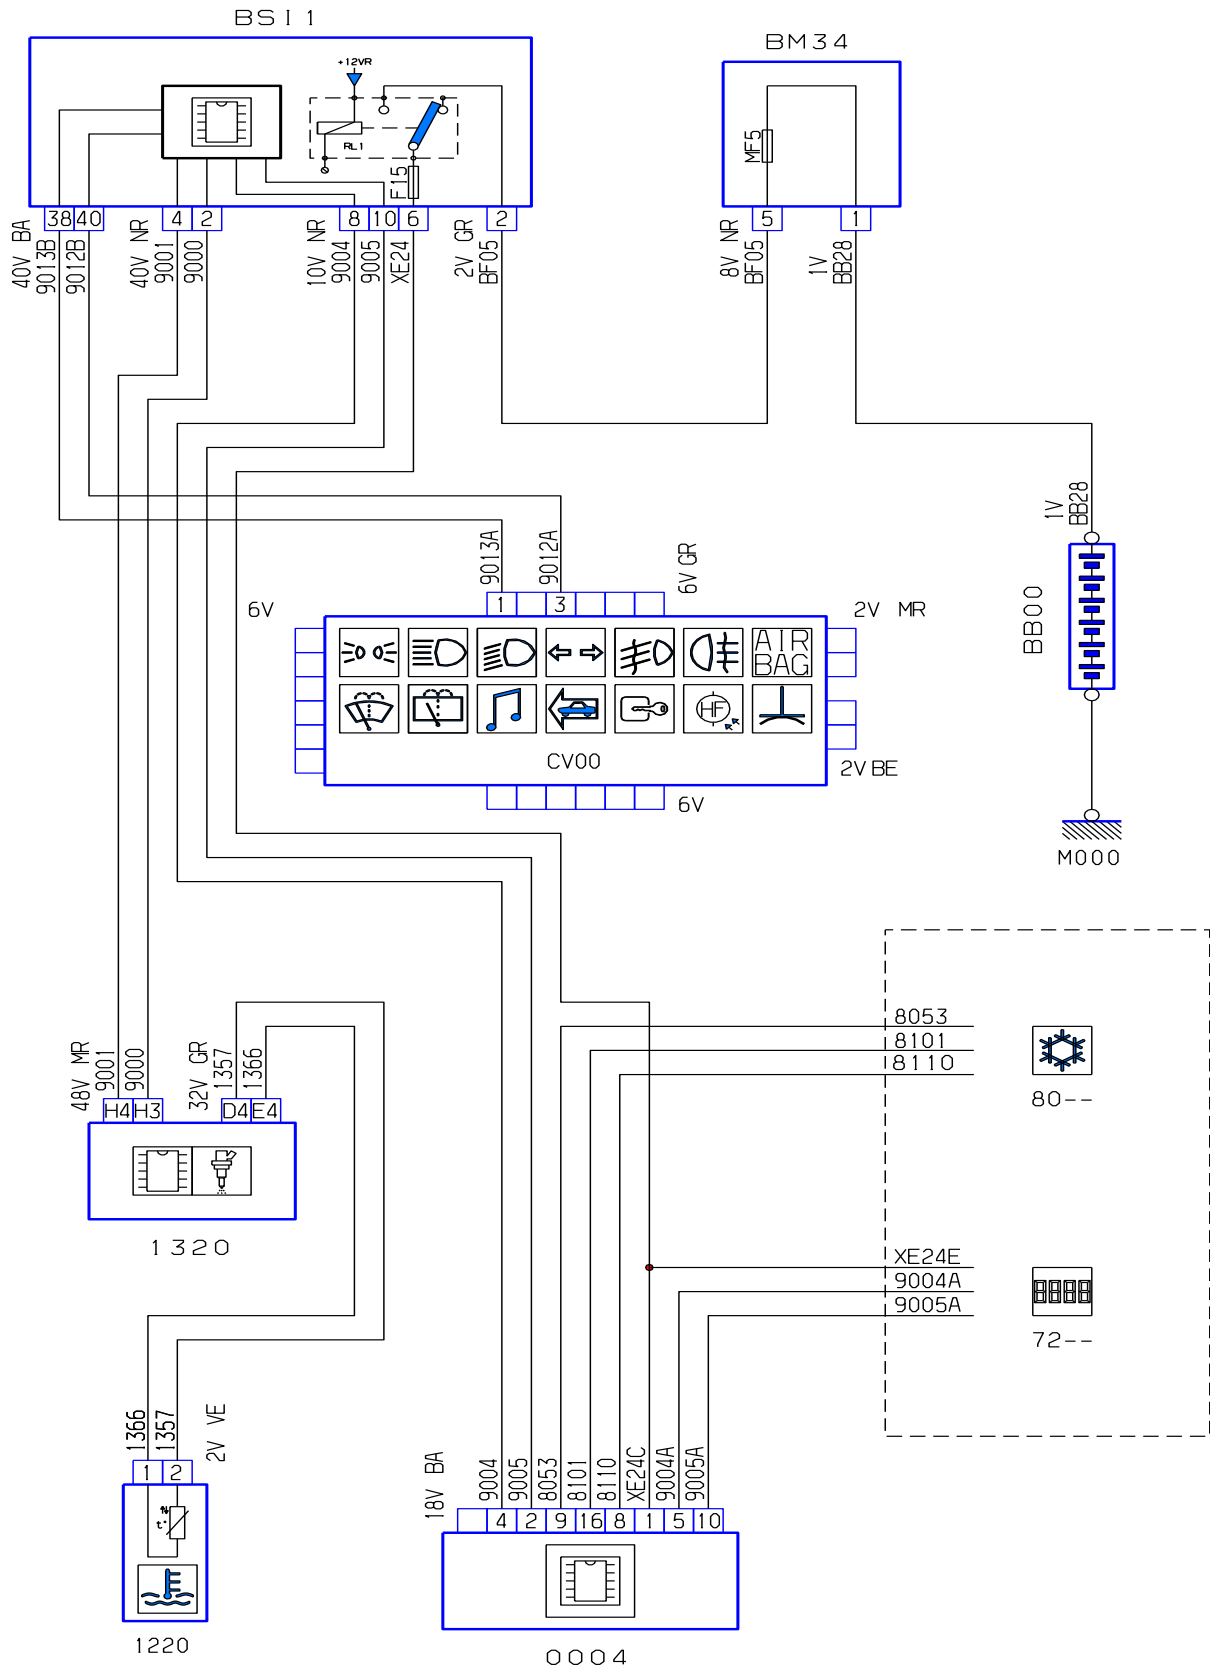 BSI1
BM34
+12VR
RL1
F15
MF5
38 40 4 2 8 10 6 2
5 1
40V BA
9013B
9012B
40V NR
9001
9000
10V NR
9004
9005
XE24
2V GR
BF05
8V NR
BF05
1V
BB28
1V
BB28
BB00
M000
9013A
9012A
6V GR
1 3
6V
2V MR
AIR
BAG
HF
CV00
2V BE
6V
48V MR
9001
9000
32V GR
1357
1366
H4 H3 D4 E4
1320
8053
8101
8110
80--
XE24E
9004A
9005A
72--
1366
1357
2V VE
1 2
t°
1220
18V BA
9004
9005
8053
8101
8110
XE24C
9004A
9005A
4 2 9 16 8 1 5 10
0004